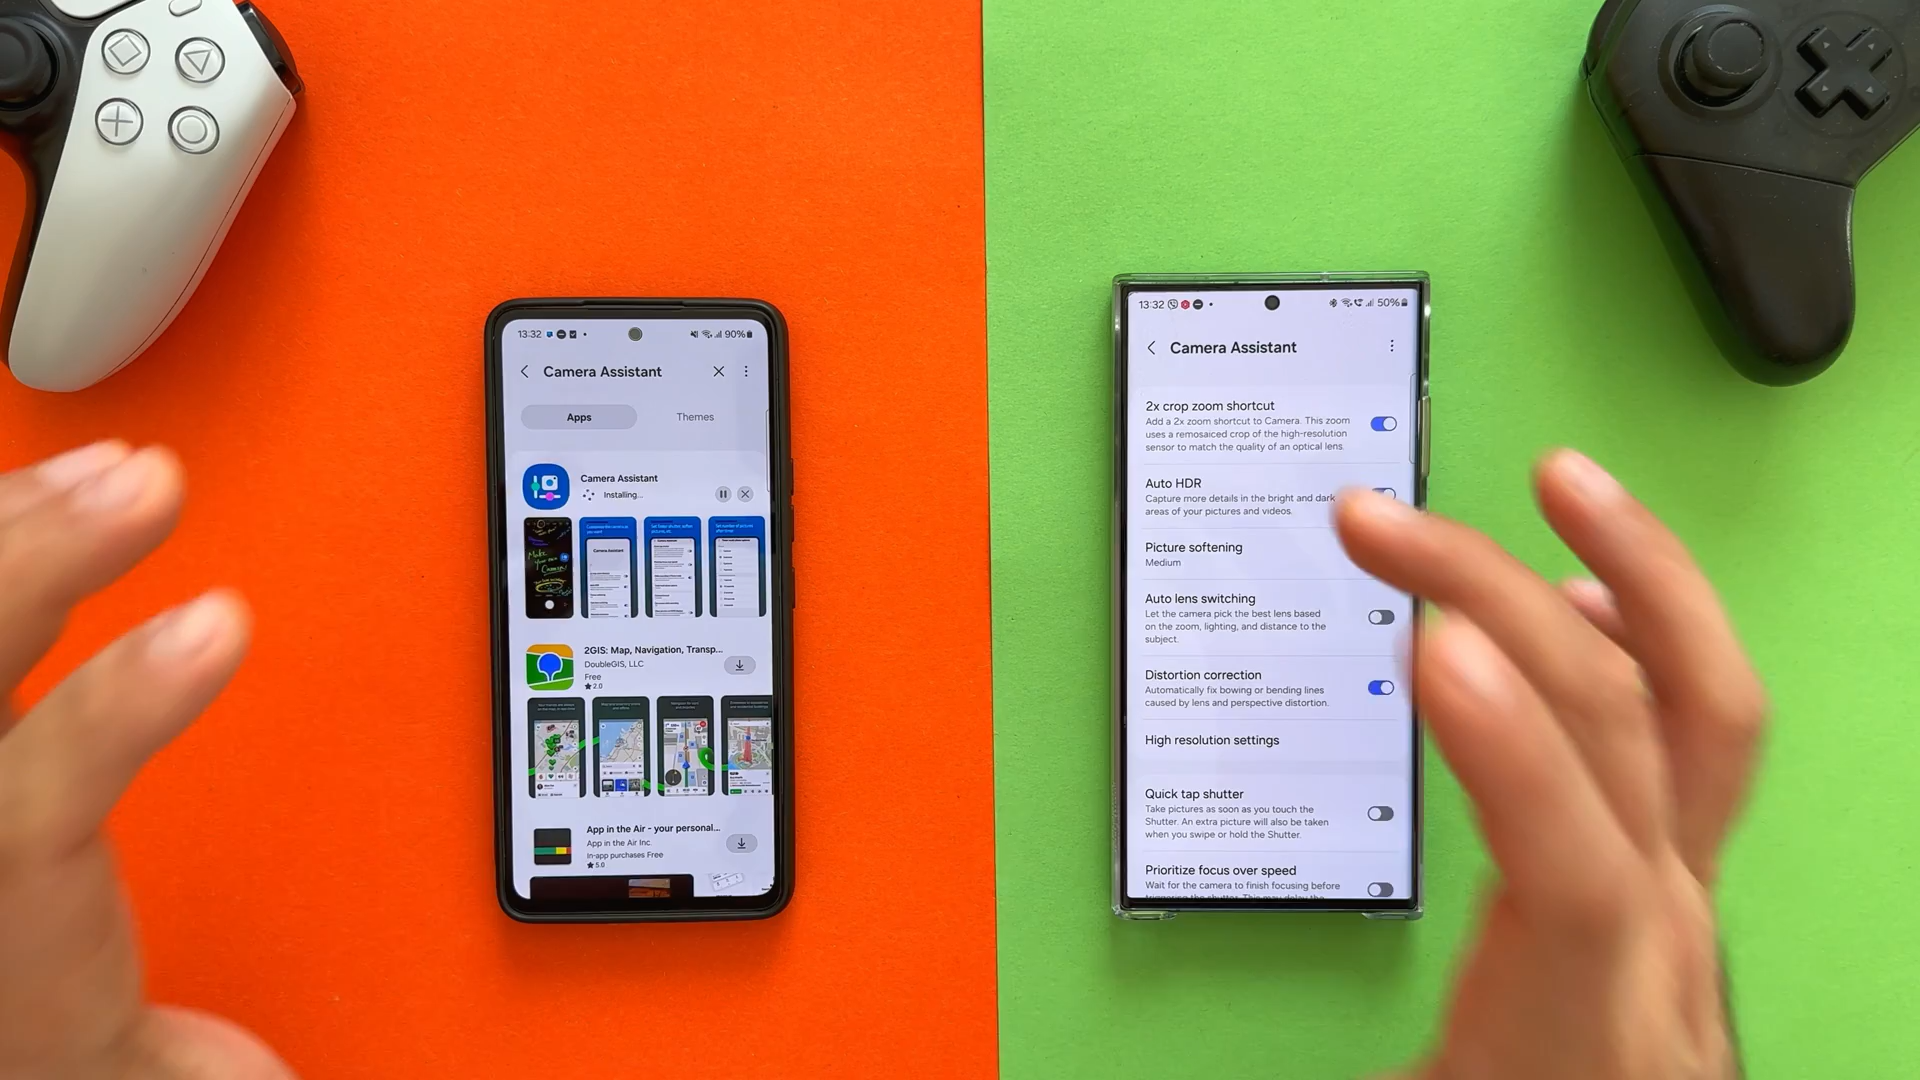 13:32
90%
Camera Assistant
Apps
Themes
Camera Assistant
Installing...
Camera Assistant
2GIS: Map, Navigation, Transp...
DoubleGIS, LLC
Free
★ 2.0
App in the Air - your personal...
App in the Air Inc.
In-app purchases Free
★ 5.0
13:32
50%
Camera Assistant
2x crop zoom shortcut
Add a 2x zoom shortcut to Camera. This zoom
uses a remosaiced crop of the high-resolution
sensor to match the quality of an optical lens.
Auto HDR
Capture more details in the bright and dark
areas of your pictures and videos.
Picture softening
Medium
Auto lens switching
Let the camera pick the best lens based
on the zoom, lighting, and distance to the
subject.
Distortion correction
Automatically fix bowing or bending lines
caused by lens and perspective distortion.
High resolution settings
Quick tap shutter
Take pictures as soon as you touch the
Shutter. An extra picture will also be taken
when you swipe or hold the Shutter.
Prioritize focus over speed
Wait for the camera to finish focusing before